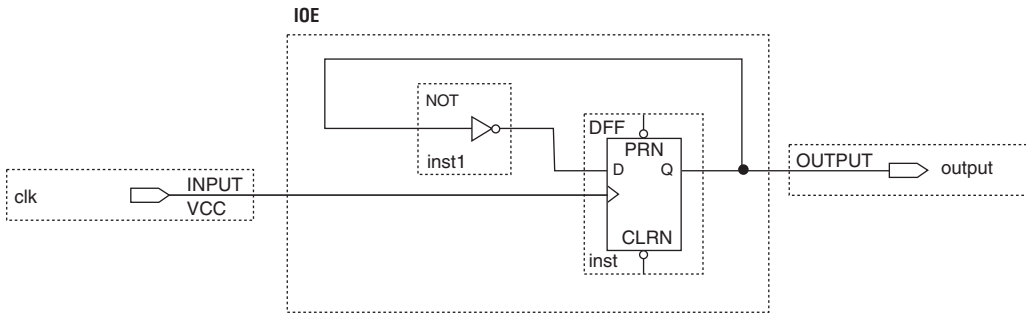 IOE
NOT
inst1
DFF
PRN
D
Q
CLRN
inst
clk
INPUT
VCC
OUTPUT
output